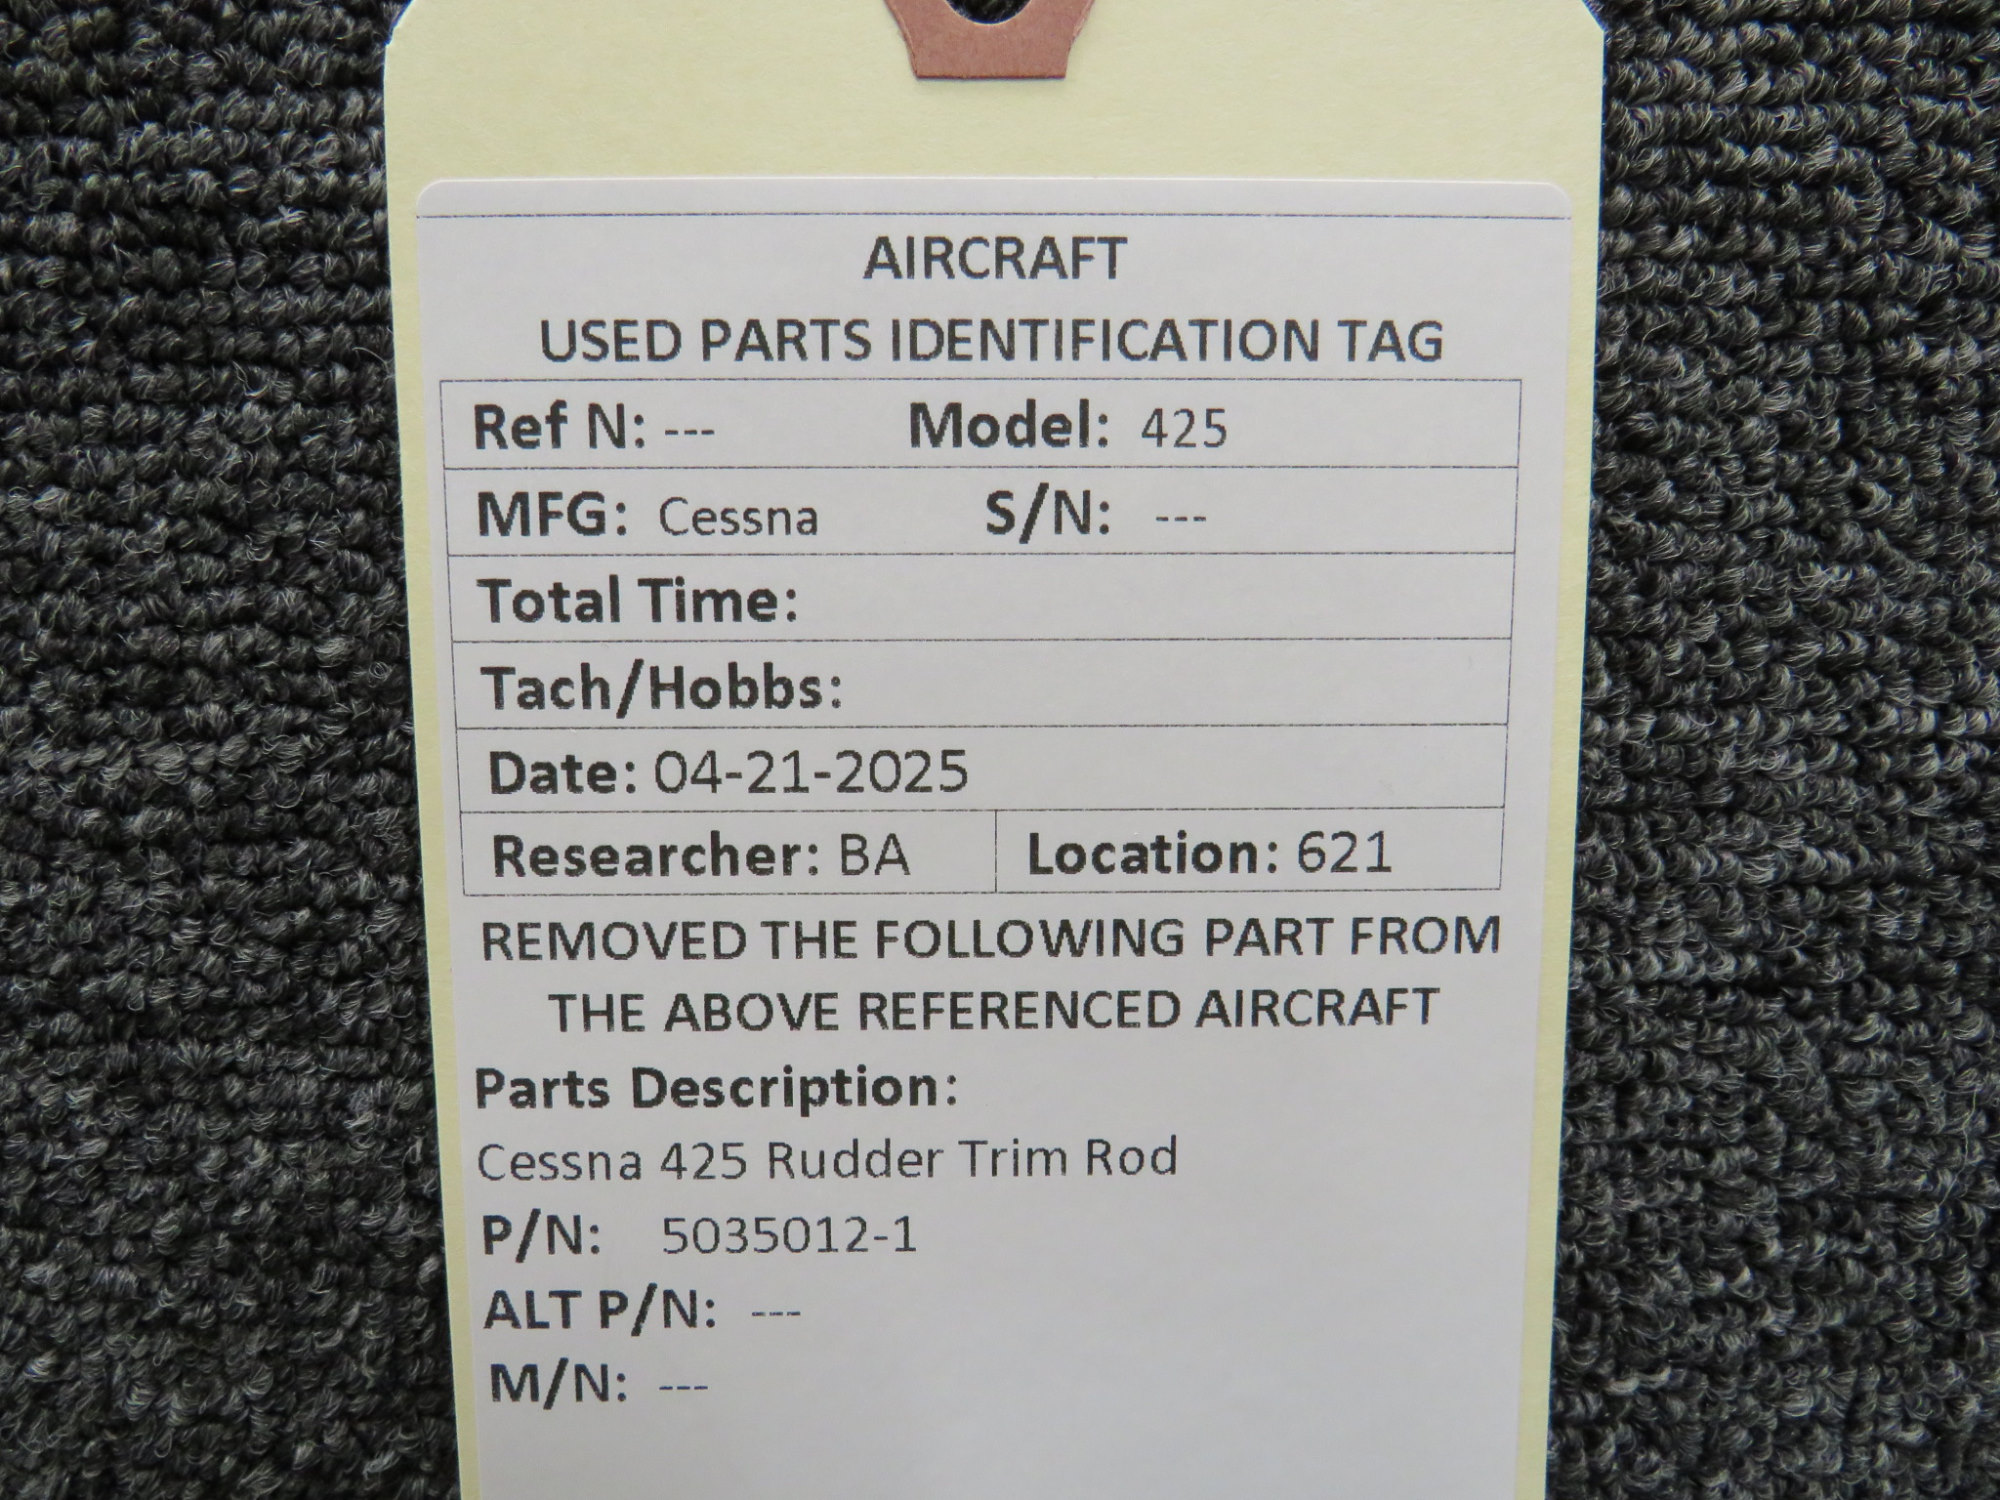 AIRCRAFT
USED PARTS IDENTIFICATION TAG
Ref N: --- Model: 425
MFG: Cessna S/N: ---
Total Time:
Tach/Hobbs:
Date: 04-21-2025
Researcher: BA Location: 621
REMOVED THE FOLLOWING PART FROM
THE ABOVE REFERENCED AIRCRAFT
Parts Description:
Cessna 425 Rudder Trim Rod
P/N: 5035012-1
ALT P/N: ---
M/N: ---